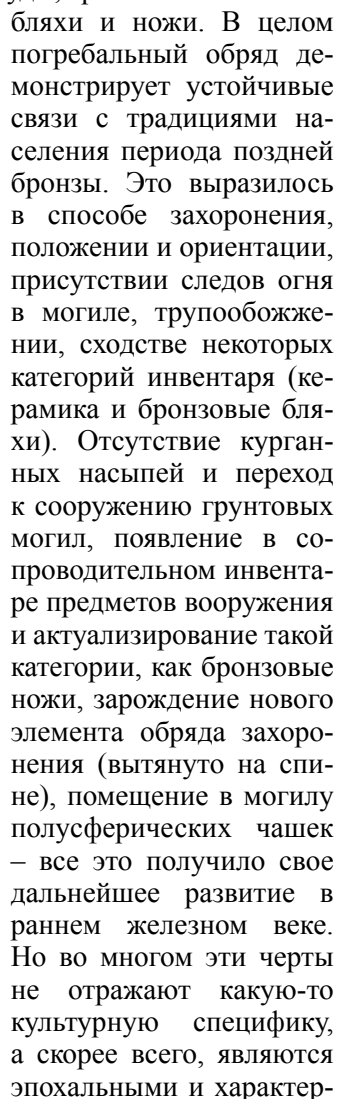 бляхи и ножи. В целом
погребальный обряд де-
монстрирует устойчивые
связи с традициями на-
селения периода поздней
бронзы. Это выразилось
в способе захоронения,
положении и ориентации,
присутствии следов огня
в могиле, трупообожже-
нии, сходстве некоторых
категорий инвентаря (ке-
рамика и бронзовые бля-
хи). Отсутствие курган-
ных насыпей и переход
к сооружению грунтовых
могил, появление в со-
проводительном инвента-
ре предметов вооружения
и актуализирование такой
категории, как бронзовые
ножи, зарождение нового
элемента обряда захоро-
нения (вытянуто на спи-
не), помещение в могилу
полусферических чашек
– все это получило свое
дальнейшее развитие в
раннем железном веке.
Но во многом эти черты
не отражают какую-то
культурную специфику,
а скорее всего, являются
эпохальными и характер-